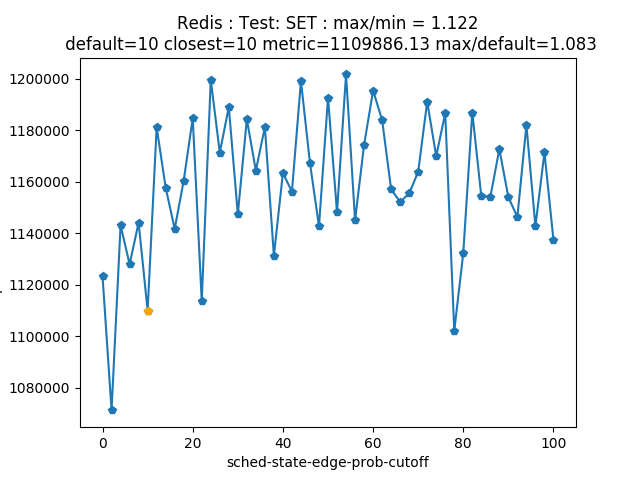 Redis : Test: SET : max/min = 1.122
default=10 closest=10 metric=1109886.13 max/default=1.083
1200000
1180000
1160000
1140000
1120000
1100000
1080000
0 20 40 60 80 100
sched-state-edge-prob-cutoff